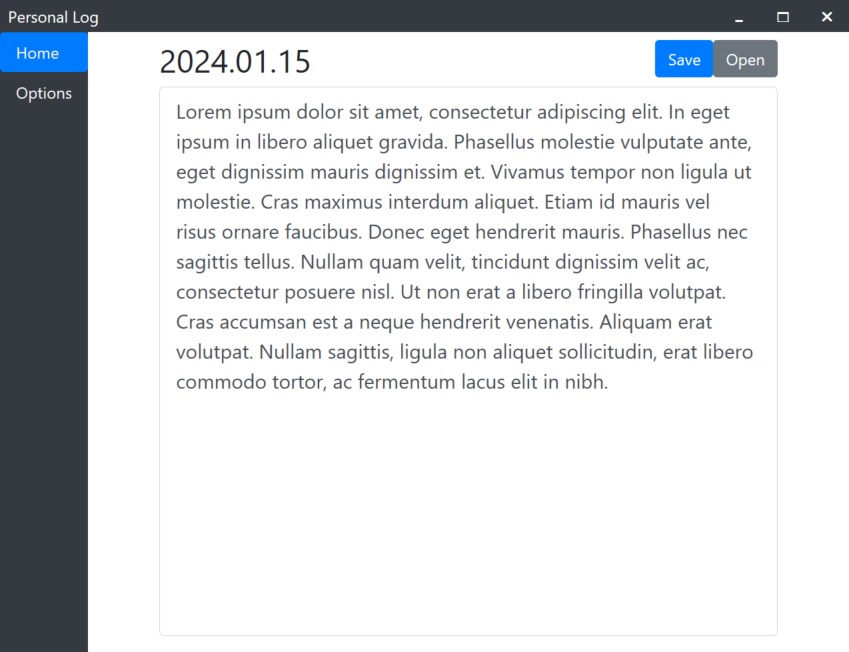 Personal Log
Home
Options
2024.01.15
Save
Open
Lorem ipsum dolor sit amet, consectetur adipiscing elit. In eget
ipsum in libero aliquet gravida. Phasellus molestie vulputate ante,
eget dignissim mauris dignissim et. Vivamus tempor non ligula ut
molestie. Cras maximus interdum aliquet. Etiam id mauris vel
risus ornare faucibus. Donec eget hendrerit mauris. Phasellus nec
sagittis tellus. Nullam quam velit, tincidunt dignissim velit ac,
consectetur posuere nisl. Ut non erat a libero fringilla volutpat.
Cras accumsan est a neque hendrerit venenatis. Aliquam erat
volutpat. Nullam sagittis, ligula non aliquet sollicitudin, erat libero
commodo tortor, ac fermentum lacus elit in nibh.